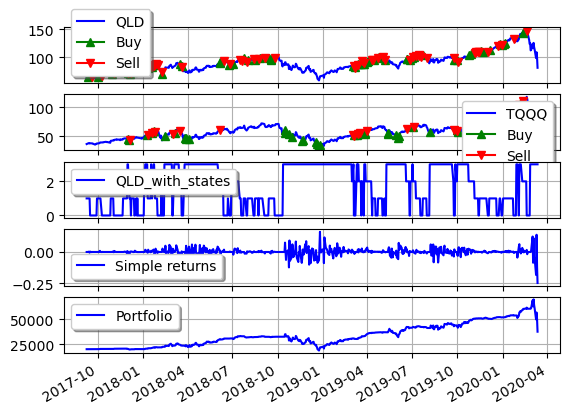 150
100
QLD
Buy
Sell
100
50
TQQQ
Buy
Sell
2
0
QLD_with_states
0.00
−0.25
Simple returns
50000
25000
Portfolio
2017-10
2018-01
2018-04
2018-07
2018-10
2019-01
2019-04
2019-07
2019-10
2020-01
2020-04